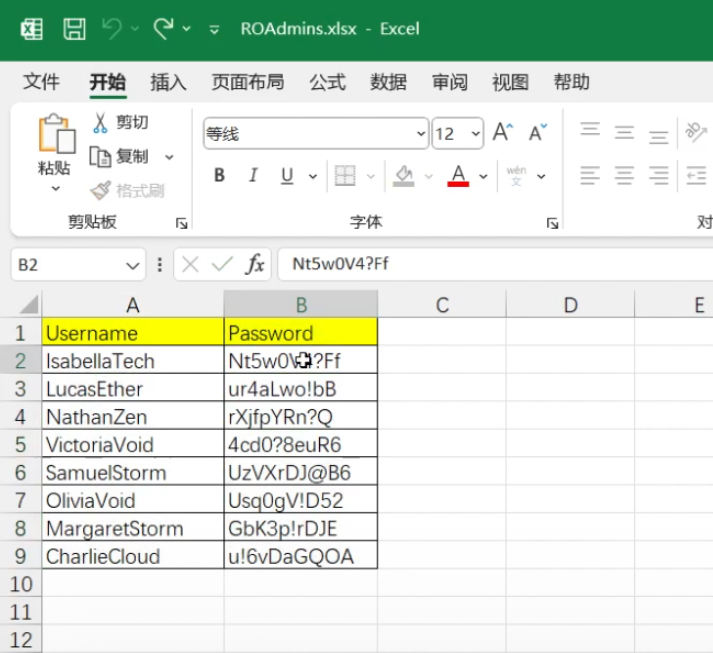 ROAdmins.xlsx - Excel
文件 开始 插入 页面布局 公式 数据 审阅 视图 帮助
粘贴 剪切
复制
格式刷
剪贴板
等线 12 A A
B I U A wén 文
字体
对
B2 fx Nt5w0V4?Ff
A B C D E
1 Username Password
2 IsabellaTech Nt5w0V4?Ff
3 LucasEther ur4aLwo!bB
4 NathanZen rXjfpYRn?Q
5 VictoriaVoid 4cd0?8euR6
6 SamuelStorm UzVXrDJ@B6
7 OliviaVoid Usq0gV!D52
8 MargaretStorm GbK3p!rDJE
9 CharlieCloud u!6vDaGQOA
10
11
12